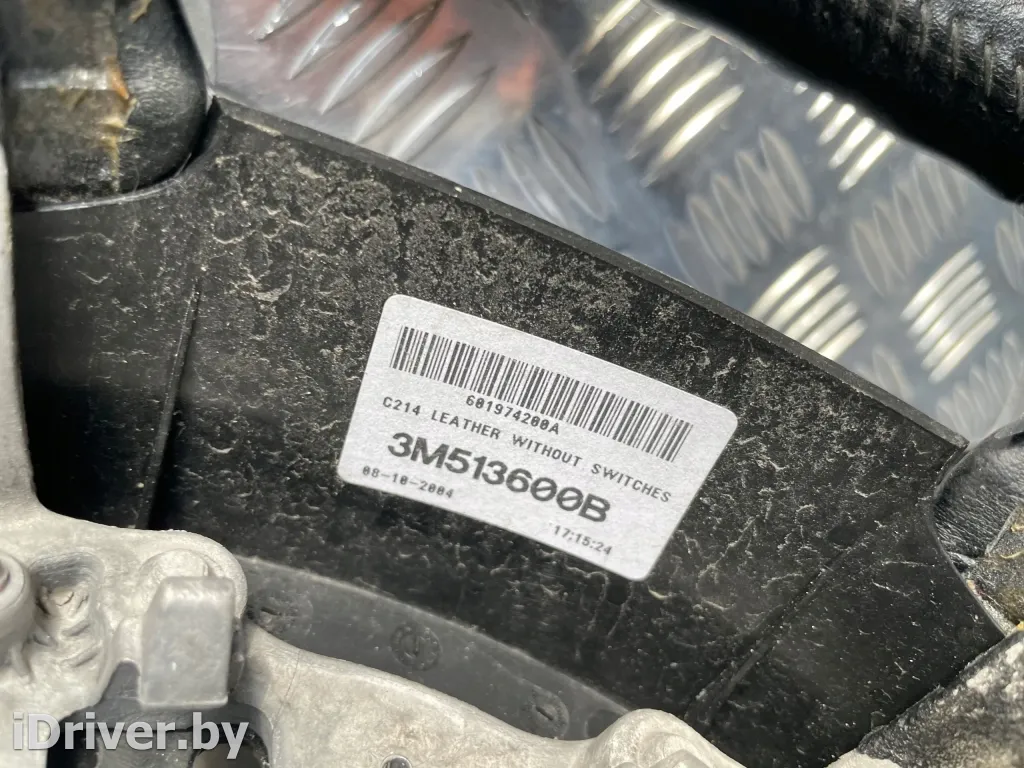 601974200A
C214 LEATHER WITHOUT SWITCHES
3M513600B
08-10-2004 17:15:24
iDriver.by